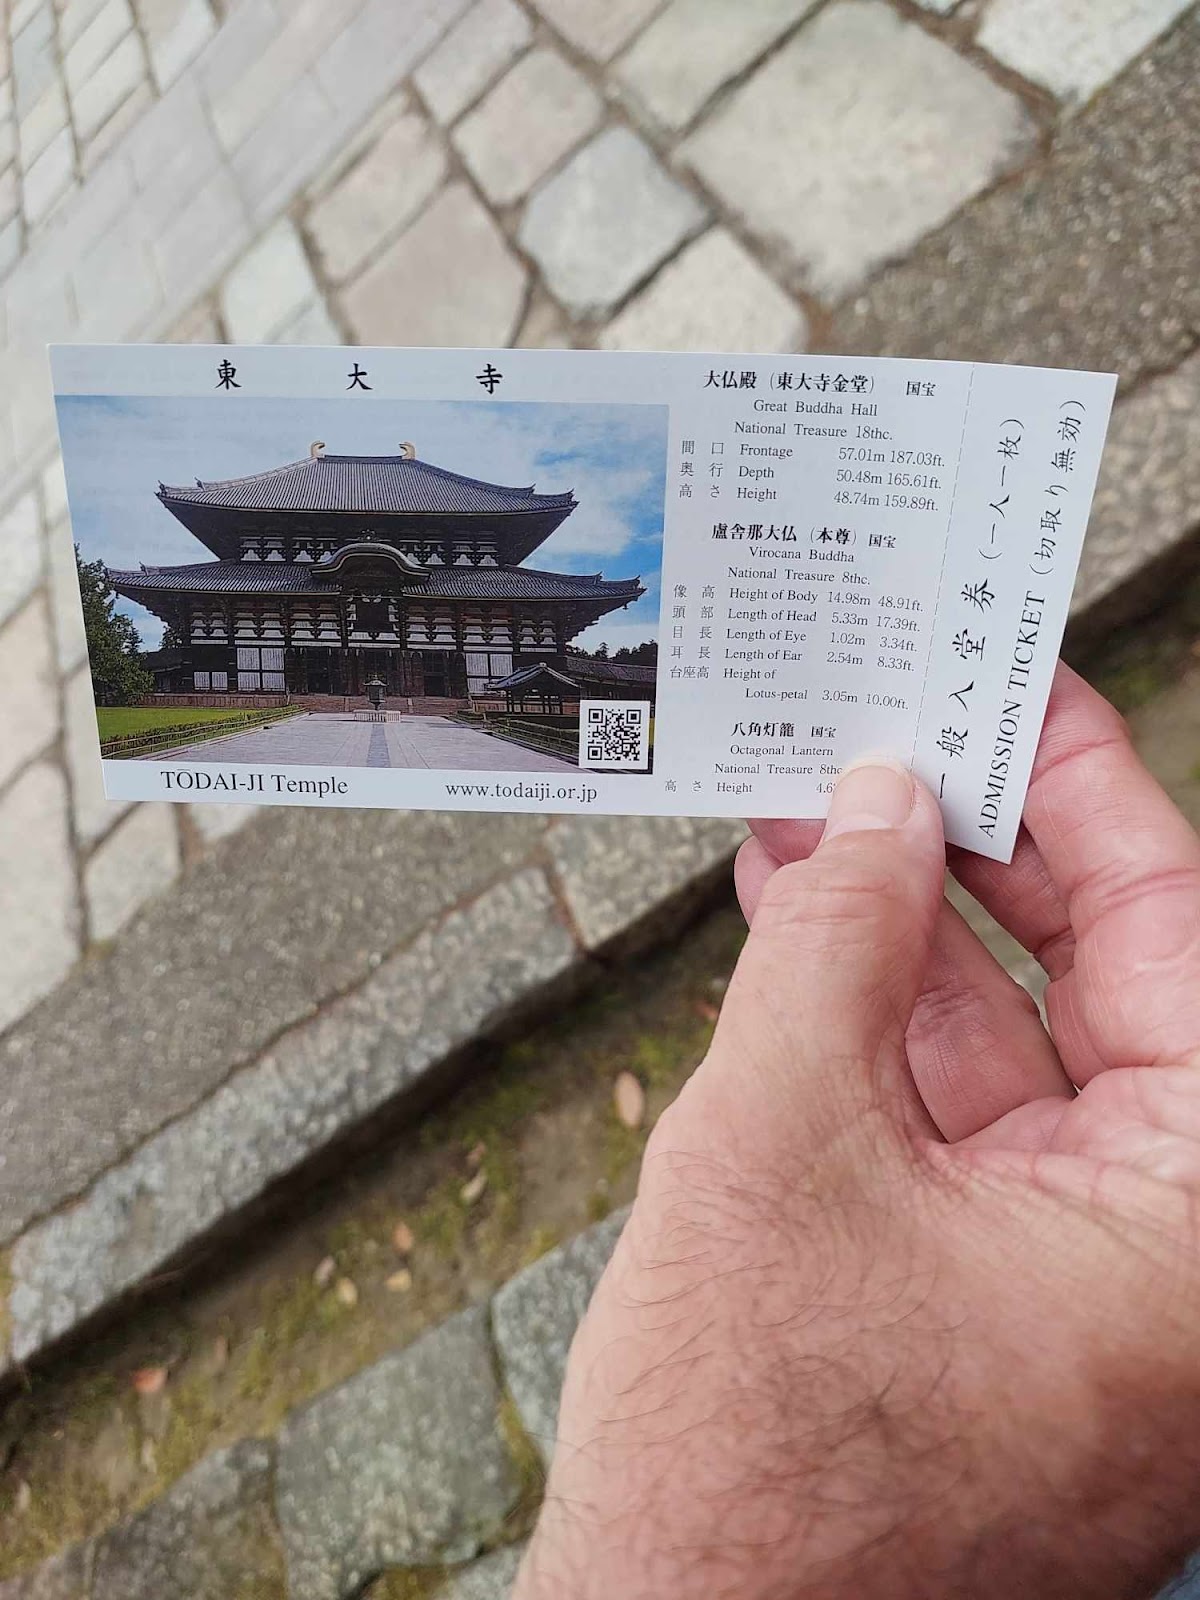 東大寺
TŌDAI-JI Temple www.todaiji.or.jp
大仏殿（東大寺金堂） 国宝
Great Buddha Hall
National Treasure 18thc.
間口 Frontage 57.01m 187.03ft.
奥行 Depth 50.48m 165.61ft.
高さ Height 48.74m 159.89ft.
盧舎那大仏（本尊） 国宝
Virocana Buddha
National Treasure 8thc.
像高 Height of Body 14.98m 48.91ft.
頭部 Length of Head 5.33m 17.39ft.
目長 Length of Eye 1.02m 3.34ft.
耳長 Length of Ear 2.54m 8.33ft.
台座高 Height of
Lotus-petal 3.05m 10.00ft.
八角灯籠 国宝
Octagonal Lantern
National Treasure 8thc
高さ Height
一般入堂券（一人一枚）
ADMISSION TICKET（切取り無効）